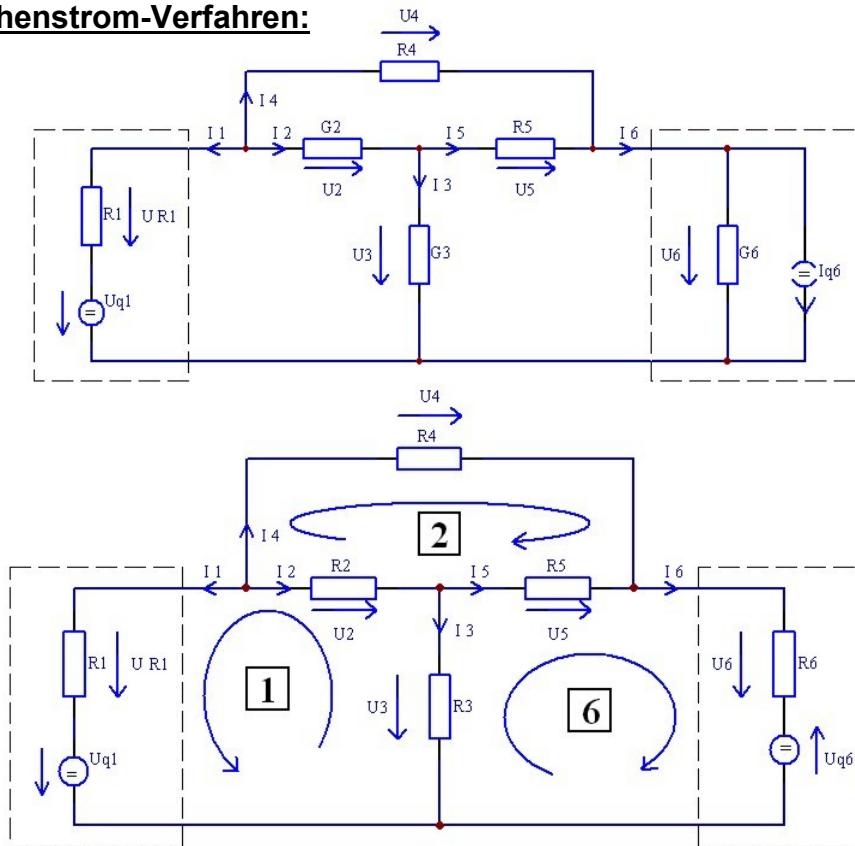 henstrom-Verfahren:
U4
R4
I 4
I 1 I 2 G2 I 5 R5 I 6
U2 I 3 U5
R1 U R1 U3 G3 U6 G6 Iq6
Uq1 = =
U4
R4
2
I 4
I 1 I 2 R2 I 5 R5 I 6
U2 I 3 U5
R1 U R1 1 U3 R3 6 U6 R6
Uq1 = = Uq6